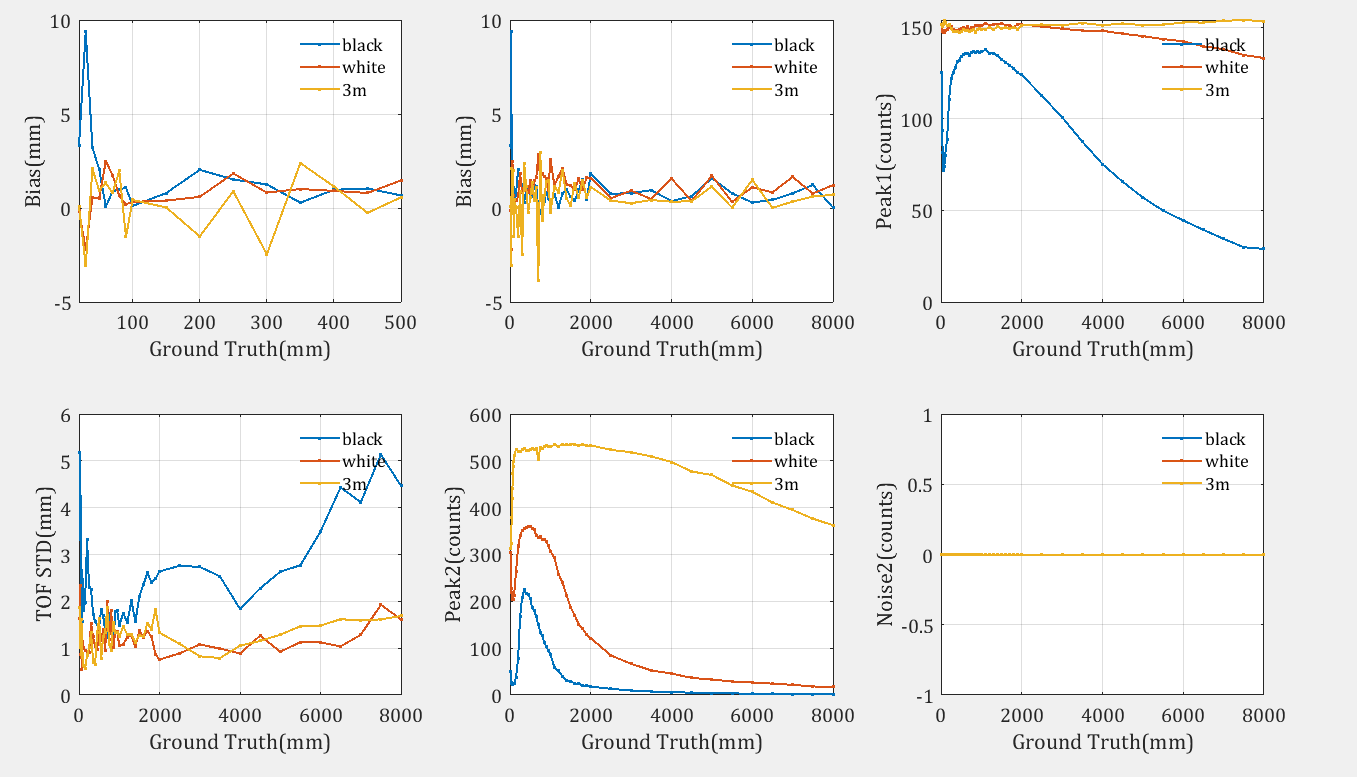 Bias(mm)
10
5
0
-5
black
white
3m
100
200
300
400
500
Ground Truth(mm)
Bias(mm)
10
5
0
-5
black
white
3m
0
2000
4000
6000
8000
Ground Truth(mm)
Peak1(counts)
150
100
50
0
black
white
3m
0
2000
4000
6000
8000
Ground Truth(mm)
TOF STD(mm)
6
5
4
3
2
1
0
black
white
3m
0
2000
4000
6000
8000
Ground Truth(mm)
Peak2(counts)
600
500
400
300
200
100
0
black
white
3m
0
2000
4000
6000
8000
Ground Truth(mm)
Noise2(counts)
1
0.5
0
-0.5
-1
black
white
3m
0
2000
4000
6000
8000
Ground Truth(mm)